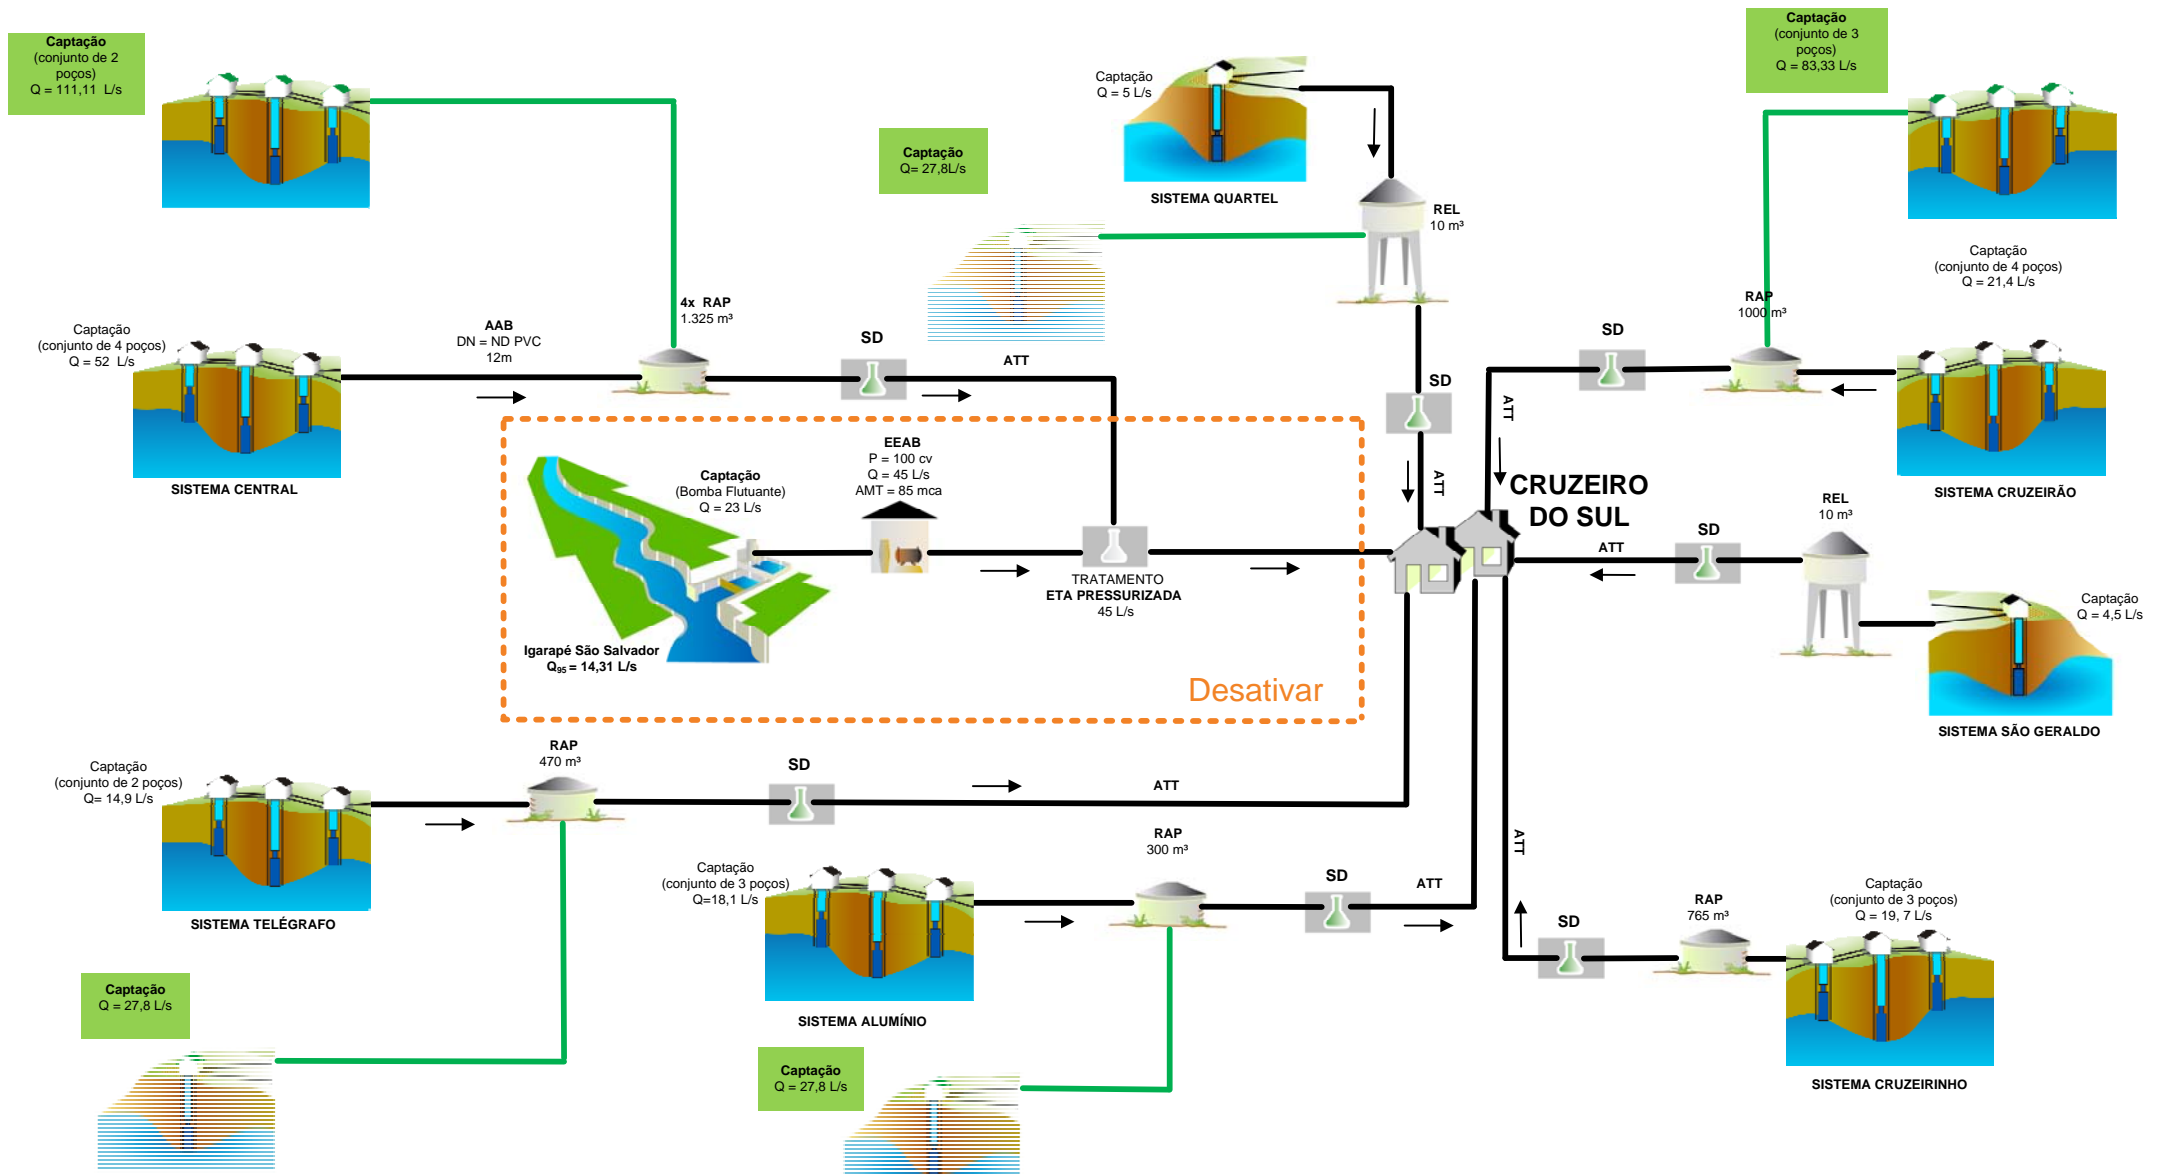 Captação
(conjunto de 2
poços)
Q = 111,11  L/s
Captação
Q = 5 L/s
SISTEMA QUARTEL
Captação
(conjunto de 3
poços)
Q = 83,33 L/s
Captação
Q= 27,8L/s
REL
10 m³
Captação
(conjunto de 4 poços)
Q = 21,4 L/s
4x  RAP
1.325 m³
RAP
1000 m³
Captação
(conjunto de 4 poços)
Q = 52  L/s
AAB
DN = ND PVC
12m
SD
ATT
SD
SD
ATT
SISTEMA CENTRAL
EEAB
P = 100 cv
Q = 45 L/s
AMT = 85 mca
Captação
(Bomba Flutuante)
Q = 23 L/s
ATT
CRUZEIRO
DO SUL
SISTEMA CRUZEIRÃO
REL
10 m³
SD
ATT
TRATAMENTO
ETA PRESSURIZADA
45 L/s
Captação
Q = 4,5 L/s
Igarapé São Salvador
Q95 = 14,31 L/s
Desativar
SISTEMA SÃO GERALDO
Captação
(conjunto de 2 poços)
Q= 14,9 L/s
RAP
470 m³
SD
ATT
SISTEMA TELÉGRAFO
Captação
(conjunto de 3 poços)
Q=18,1 L/s
RAP
300 m³
SD
ATT
ATT
SISTEMA ALUMÍNIO
SD
RAP
765 m³
Captação
(conjunto de 3 poços)
Q = 19, 7 L/s
SISTEMA CRUZEIRINHO
Captação
Q = 27,8 L/s
Captação
Q = 27,8 L/s